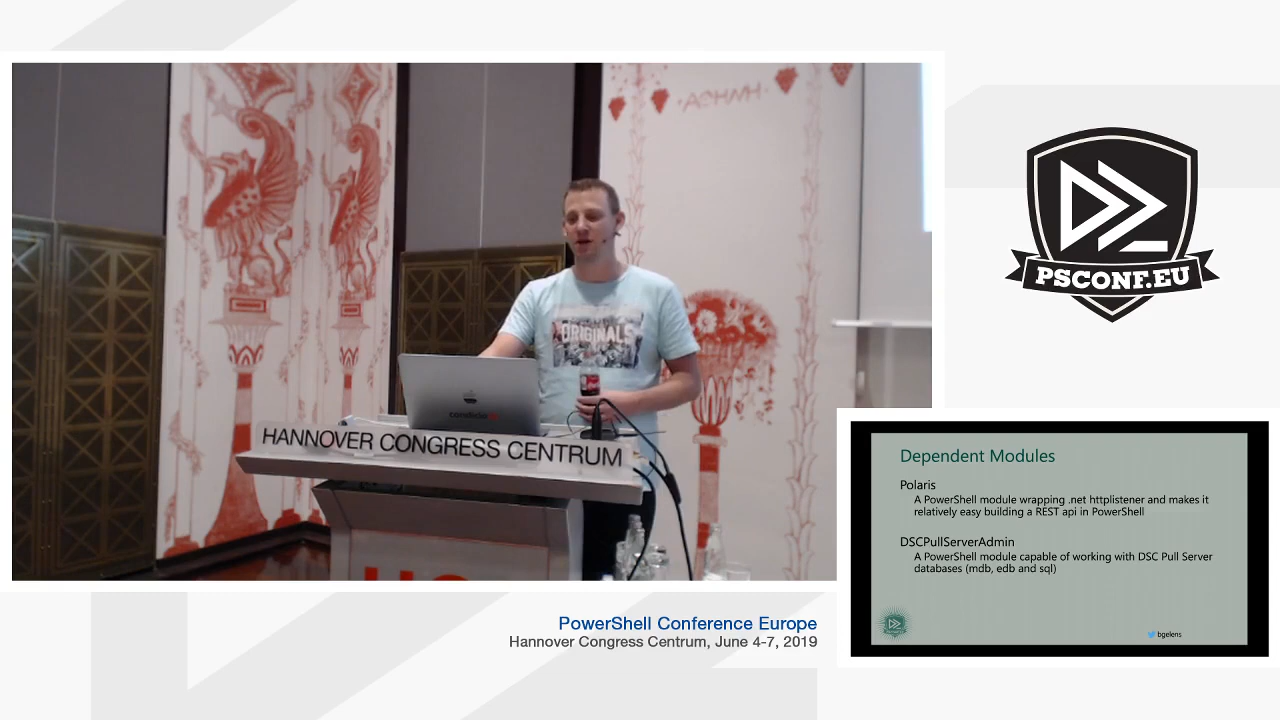 ORIGINALS
HANNOVER CONGRESS CENTRUM
PSCONF.EU
Dependent Modules
Polaris
A PowerShell module wrapping .net httplistener and makes it
relatively easy building a REST api in PowerShell
DSCPullServerAdmin
A PowerShell module capable of working with DSC Pull Server
databases (mdb, edb and sql)
bgelens
PowerShell Conference Europe
Hannover Congress Centrum, June 4-7, 2019